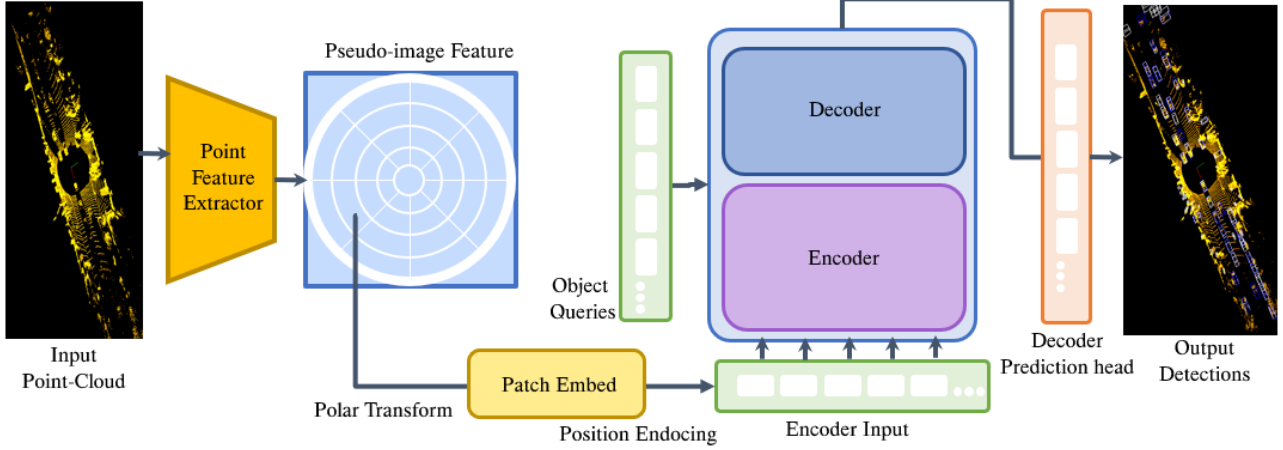 Pseudo-image Feature
Point
Feature
Extractor
Input
Point-Cloud
Polar Transform
Patch Embed
Position Endocing
Object
Queries
Decoder
Encoder
Encoder Input
Decoder
Prediction head
Output
Detections